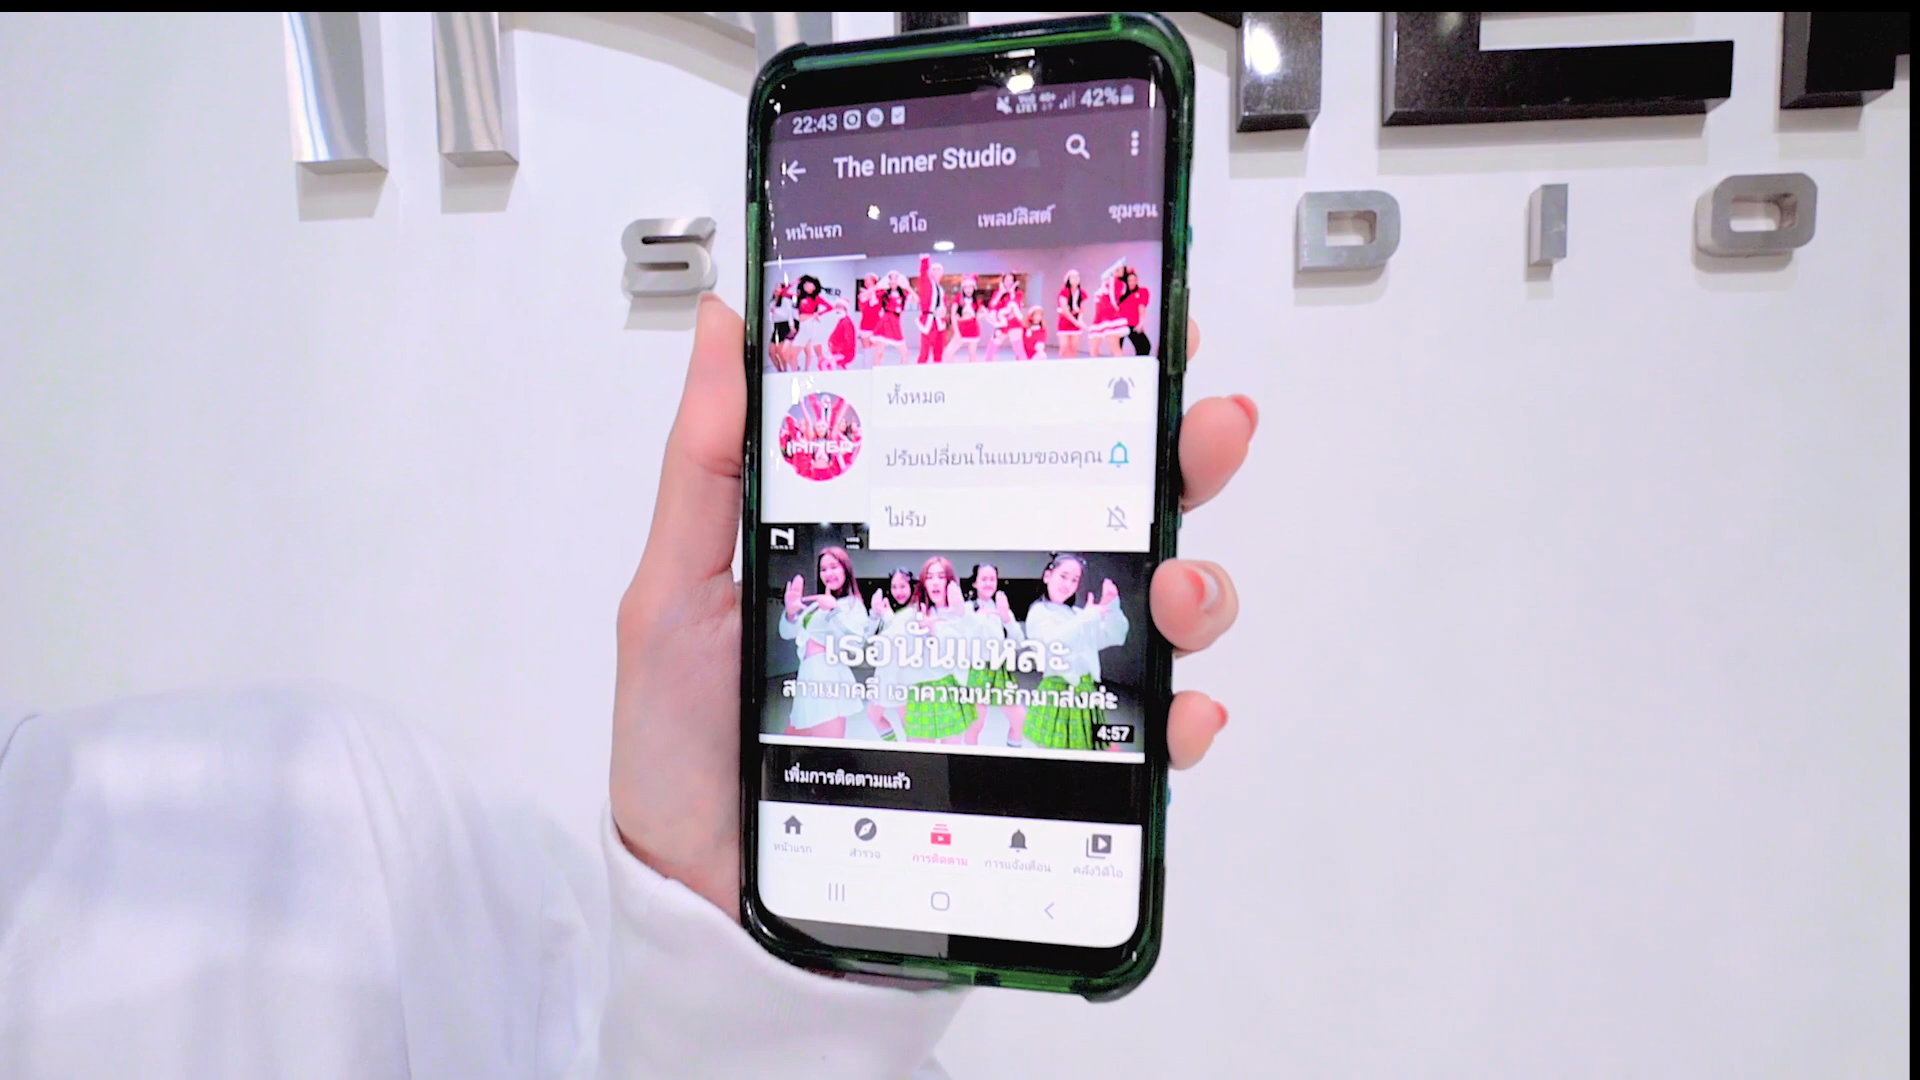 S
D I O
22:43
42%
The Inner Studio
หน้าแรก
วิดีโอ
เพลย์ลิสต์
ชุมชน
ทั้งหมด
INNER
ปรับเปลี่ยนในแบบของคุณ
ไม่รับ
N
เธอนั่นแหละ
สาวเมาคลี เอาความน่ารักมาส่งค่ะ
4:57
เพิ่มการติดตามแล้ว
หน้าแรก
สำรวจ
การติดตาม
การแจ้งเตือน
คลังวิดีโอ